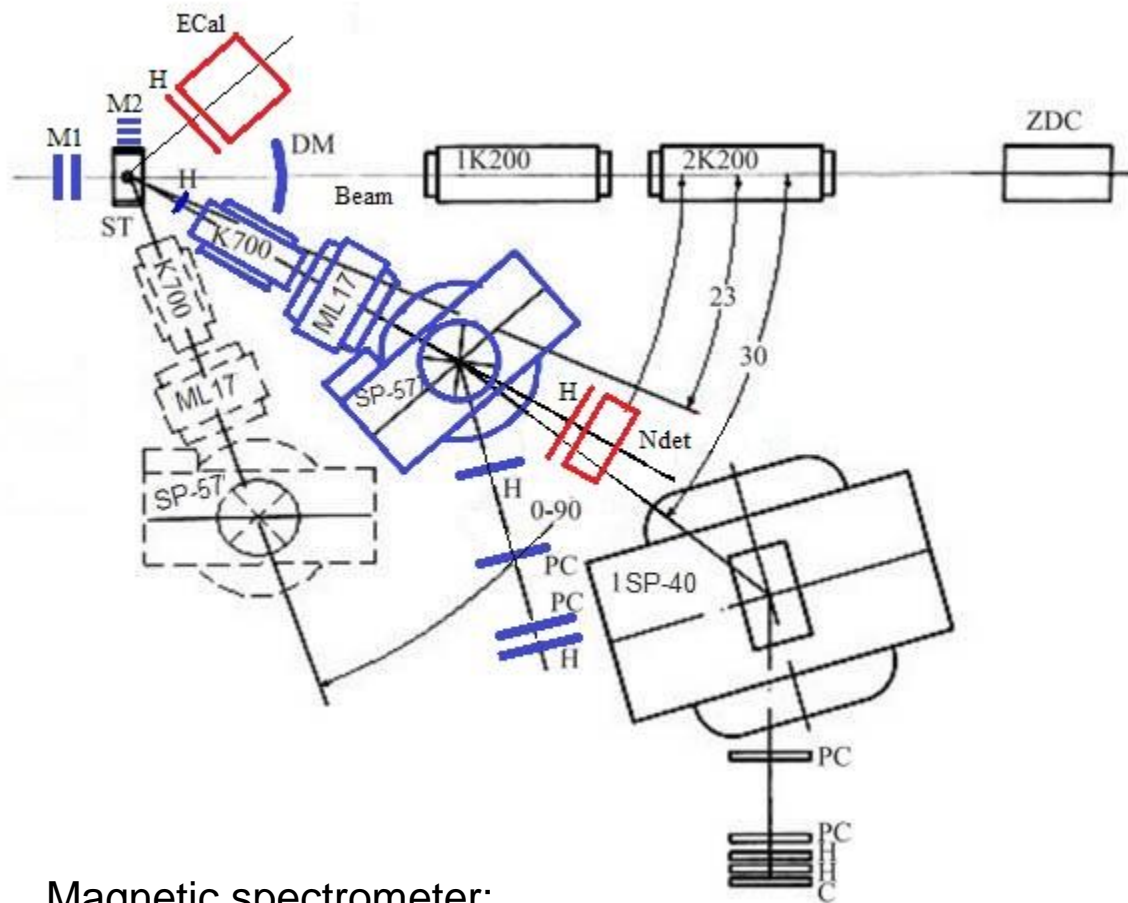 ECal
H
M2
M1
DM
ZDC
1K200
2K200
H
Beam
ST
K700
K700
ML17
23
30
ML17
SP-57
H
Ndet
SP-57
H
0-90
PC
1SP-40
PC
H
PC
PC
H
H
C
Magnetic spectrometer: